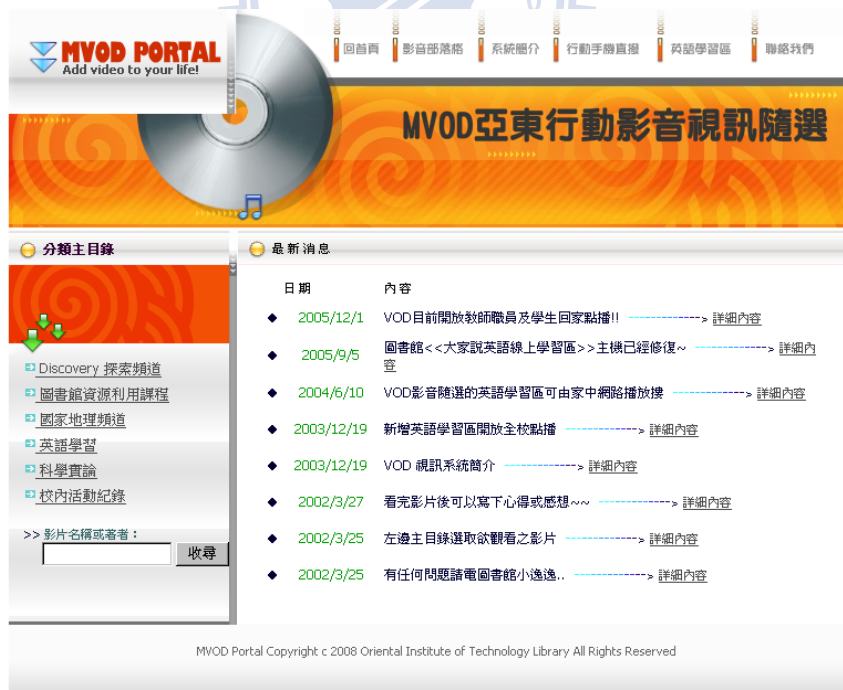 MVOD PORTAL
Add video to your life!
回首頁 影音部落格 系統簡介 行動手機直撥 英語學習區 聯絡我們
MVOD亞東行動影音視訊隨選
分類主目錄
Discovery 探索頻道
圖書館資源利用課程
國家地理頻道
英語學習
科學實論
校內活動紀錄
>> 影片名稱或著者：
收尋
最新消息
日期 內容
2005/12/1 VOD目前開放教師職員及學生回家點播!! -------------> 詳細內容
2005/9/5 圖書館<<大家說英語線上學習區>>主機已經修復~ -------------> 詳細內
容
2004/6/10 VOD影音隨選的英語學習區可由家中網路播放摟 -------------> 詳細內容
2003/12/19 新增英語學習區開放全校點播 -------------> 詳細內容
2003/12/19 VOD 視訊系統簡介 -------------> 詳細內容
2002/3/27 看完影片後可以寫下心得或感想~~ -------------> 詳細內容
2002/3/25 左邊主目錄選取欲觀看之影片 -------------> 詳細內容
2002/3/25 有任何問題請電圖書館小逸逸.. -------------> 詳細內容
MVOD Portal Copyright c 2008 Oriental Institute of Technology Library All Rights Reserved